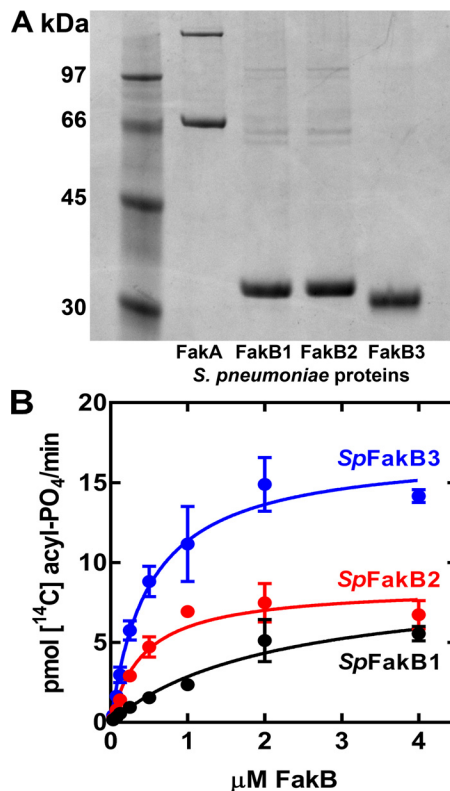 A kDa
97
66
45
30
FakA FakB1 FakB2 FakB3
S. pneumoniae proteins
B
20
15
10
5
0
pmol [¹⁴C] acyl-PO₄/min
SpFakB3
SpFakB2
SpFakB1
0 1 2 3 4
μM FakB